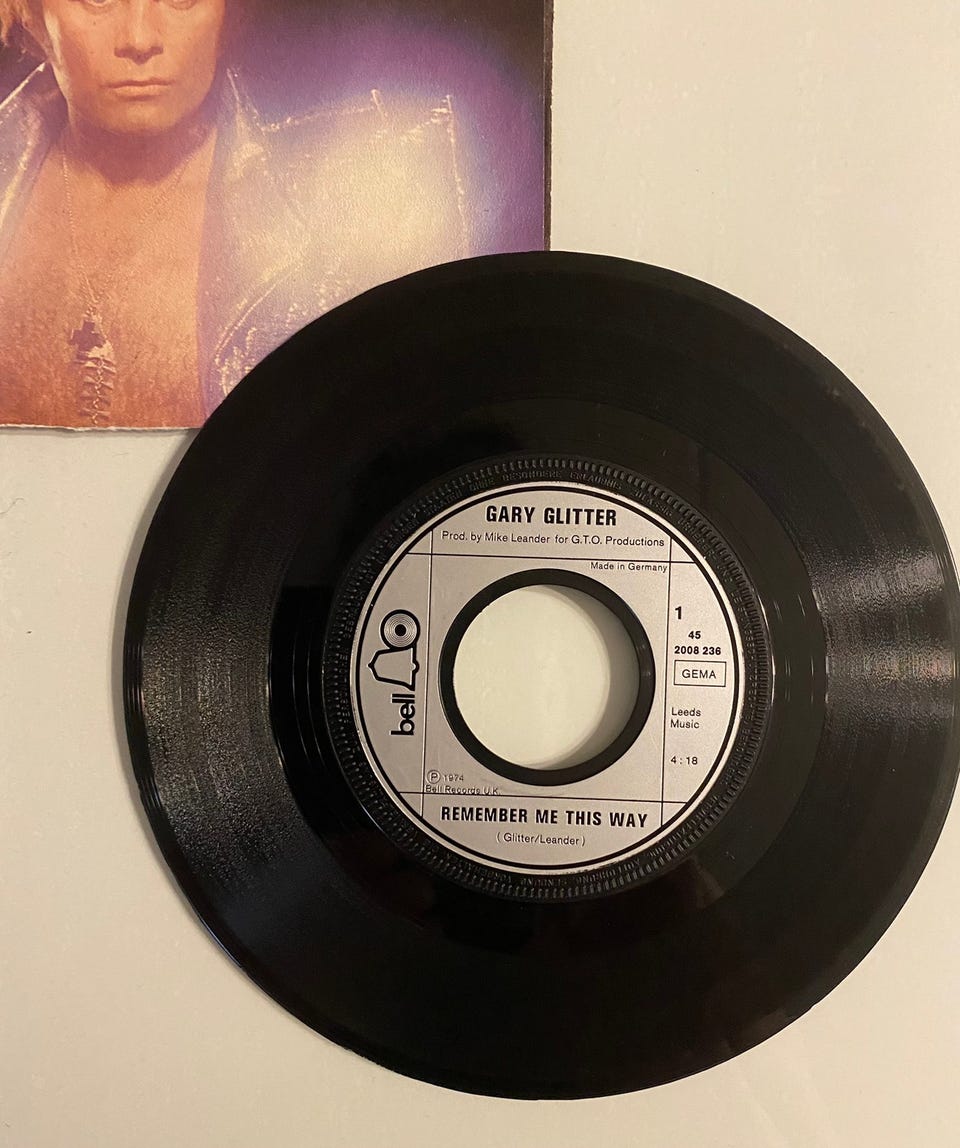 GARY GLITTER
Prod. by Mike Leander for G.T.O. Productions
Made in Germany
1
45
2008 236
GEMA
Leeds
Music
4:18
bell
Ⓟ 1974
Bell Records U.K.
REMEMBER ME THIS WAY
(Glitter/Leander)